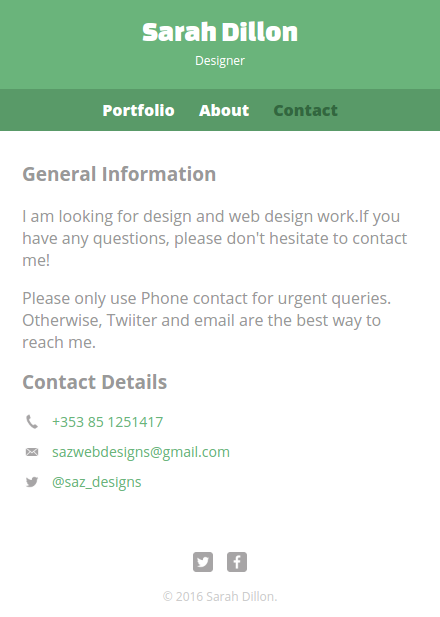 Sarah Dillon
Designer
Portfolio About Contact
General Information
I am looking for design and web design work.If you
have any questions, please don't hesitate to contact
me!
Please only use Phone contact for urgent queries.
Otherwise, Twiiter and email are the best way to
reach me.
Contact Details
+353 85 1251417
sazwebdesigns@gmail.com
@saz_designs
© 2016 Sarah Dillon.